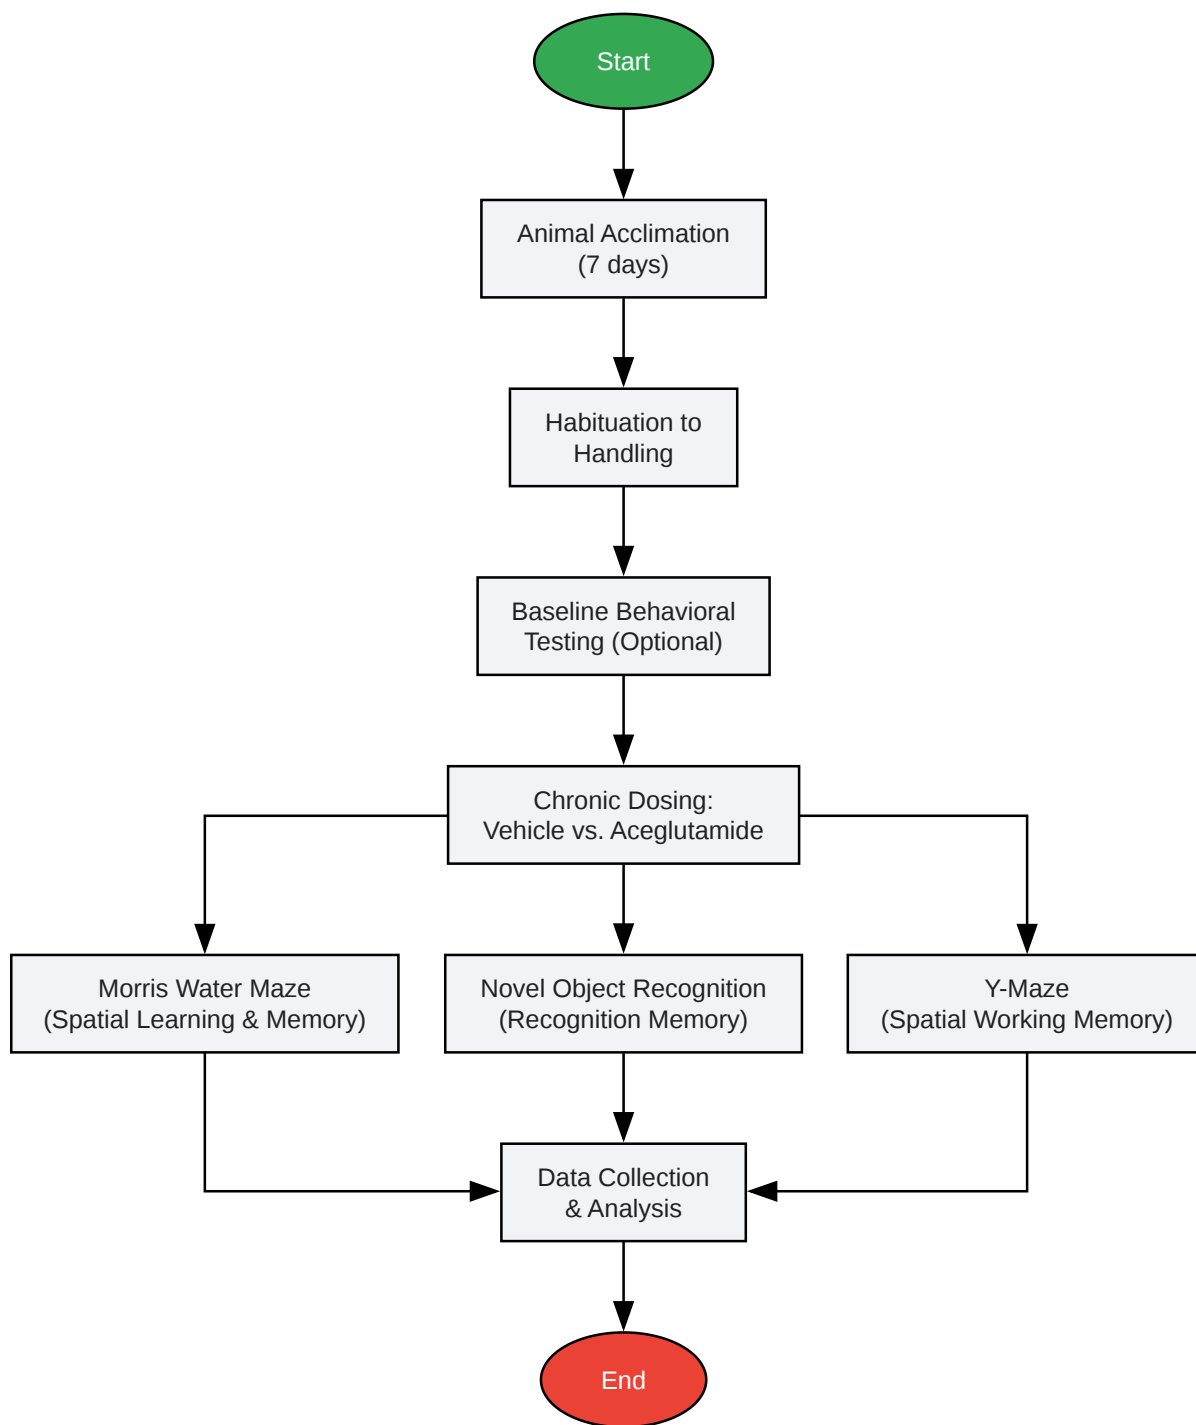 Start
Animal Acclimation
(7 days)
Habituation to
Handling
Baseline Behavioral
Testing (Optional)
Chronic Dosing:
Vehicle vs. Aceglutamide
Morris Water Maze
(Spatial Learning & Memory)
Novel Object Recognition
(Recognition Memory)
Y-Maze
(Spatial Working Memory)
Data Collection
& Analysis
End